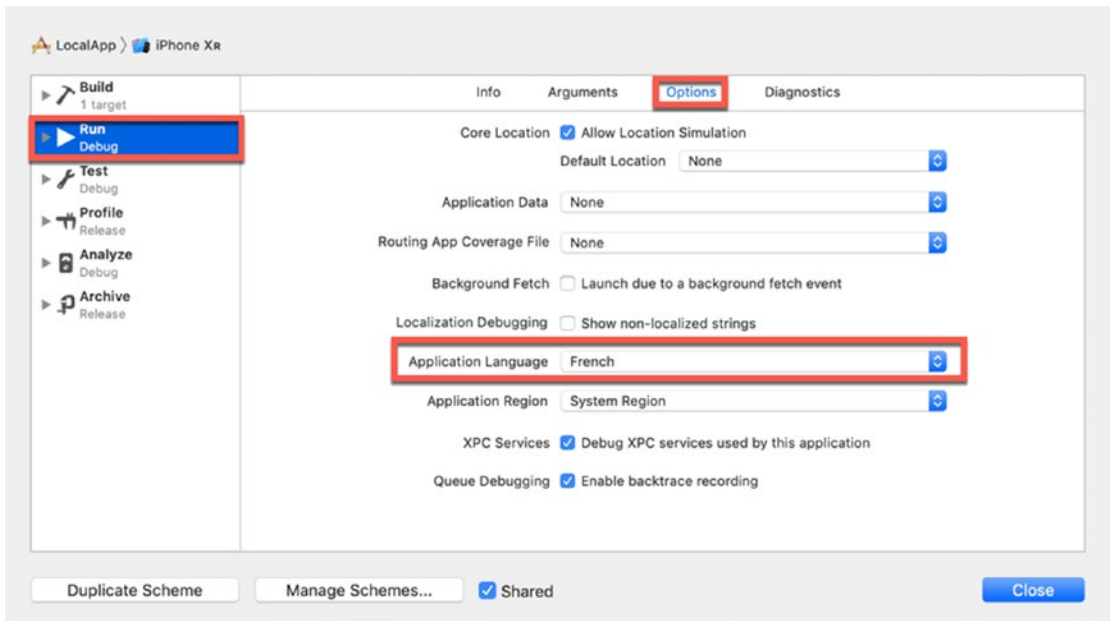 LocalApp 〉 iPhone XR
Build
1 target
Run
Debug
Test
Debug
Profile
Release
Analyze
Debug
Archive
Release
Info Arguments Options Diagnostics
Core Location Allow Location Simulation
Default Location None
Application Data None
Routing App Coverage File None
Background Fetch Launch due to a background fetch event
Localization Debugging Show non-localized strings
Application Language French
Application Region System Region
XPC Services Debug XPC services used by this application
Queue Debugging Enable backtrace recording
Duplicate Scheme Manage Schemes... Shared Close